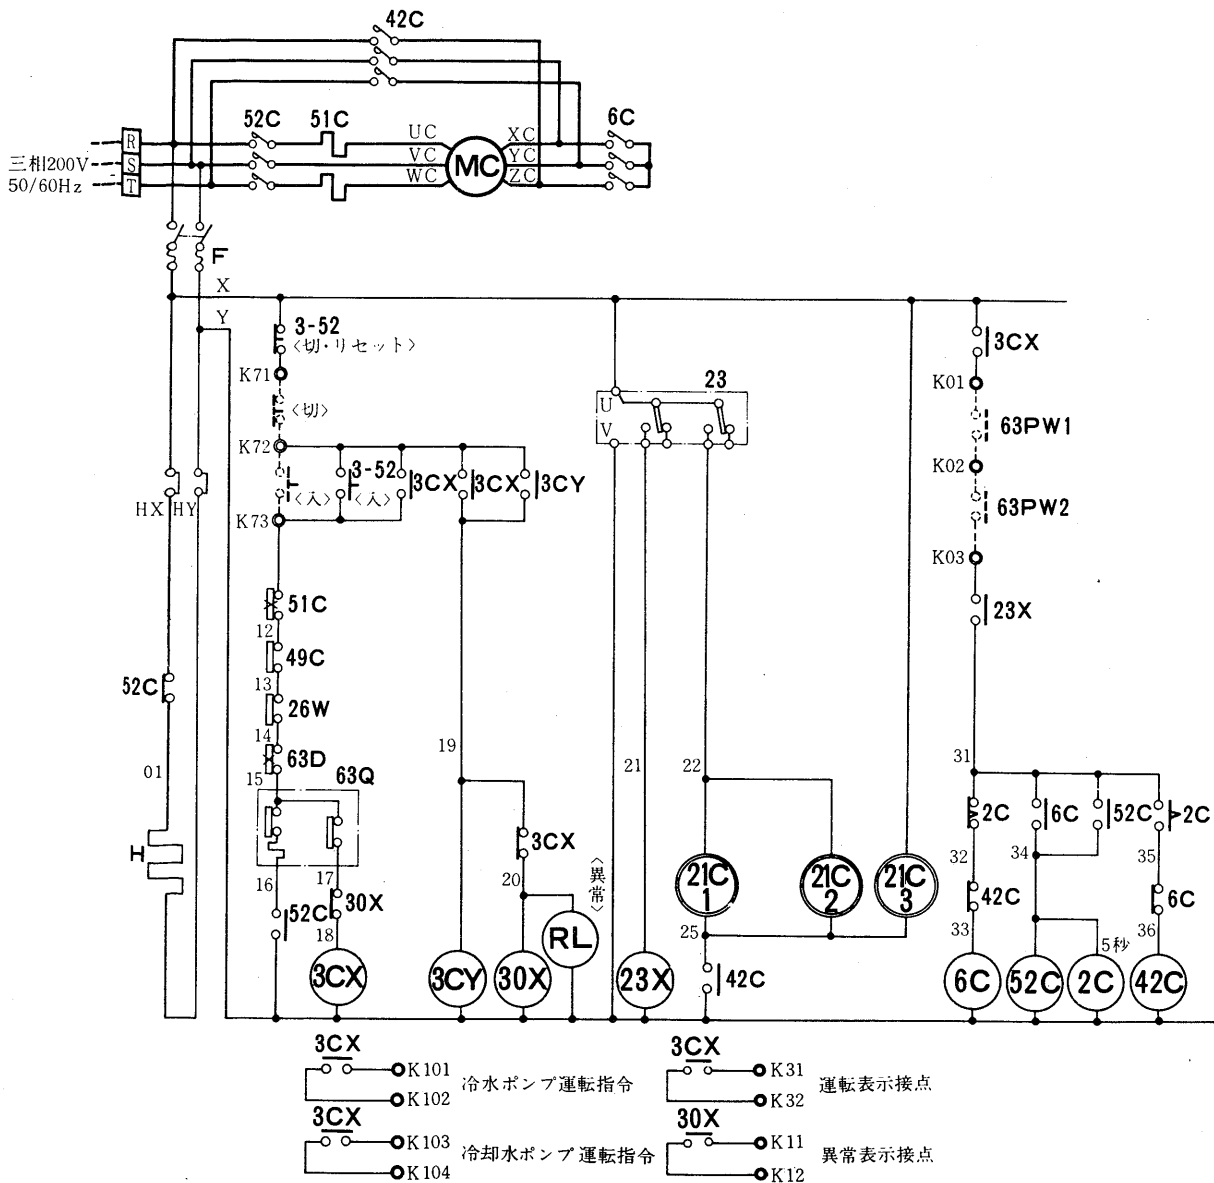 42C
52C
51C
6C
R
UC
XC
三相200V
S
VC
MC
YC
50/60Hz
T
WC
ZC
F
X
Y
3-52
〈切・リセット〉
K71
〈切〉
K72
3-52
3CX
3CX
3CY
〈入〉
〈入〉
K73
HX
HY
23
U
V
3CX
K01
63PW1
K02
63PW2
K03
23X
51C
12
49C
13
26W
14
63D
15
63Q
52C
01
H
16
17
52C
30X
18
3CX
19
3CX
20
〈異常〉
RL
3CY
30X
21
23X
22
21C
1
21C
2
21C
3
25
42C
31
2C
6C
52C
2C
32
34
35
42C
6C
33
36
5秒
6C
52C
2C
42C
3CX
K101
冷水ポンプ運転指令
K102
3CX
K103
冷却水ポンプ運転指令
K104
3CX
K31
運転表示接点
K32
30X
K11
異常表示接点
K12